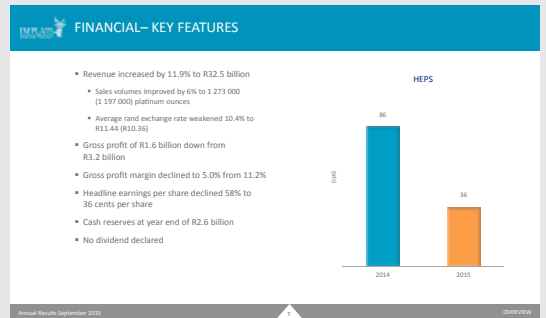 IMPLATS
FINANCIAL– KEY FEATURES
▪ Revenue increased by 11.9% to R32.5 billion
▪ Sales volumes improved by 6% to 1 273 000
(1 197 000) platinum ounces
▪ Average rand exchange rate weakened 10.4% to
R11.44 (R10.36)
▪ Gross profit of R1.6 billion down from
R3.2 billion
▪ Gross profit margin declined to 5.0% from 11.2%
▪ Headline earnings per share declined 58% to
36 cents per share
▪ Cash reserves at year end of R2.6 billion
▪ No dividend declared
HEPS
(cps)
86
36
2014
2015
Annual Results September 2015
7
OVERVIEW